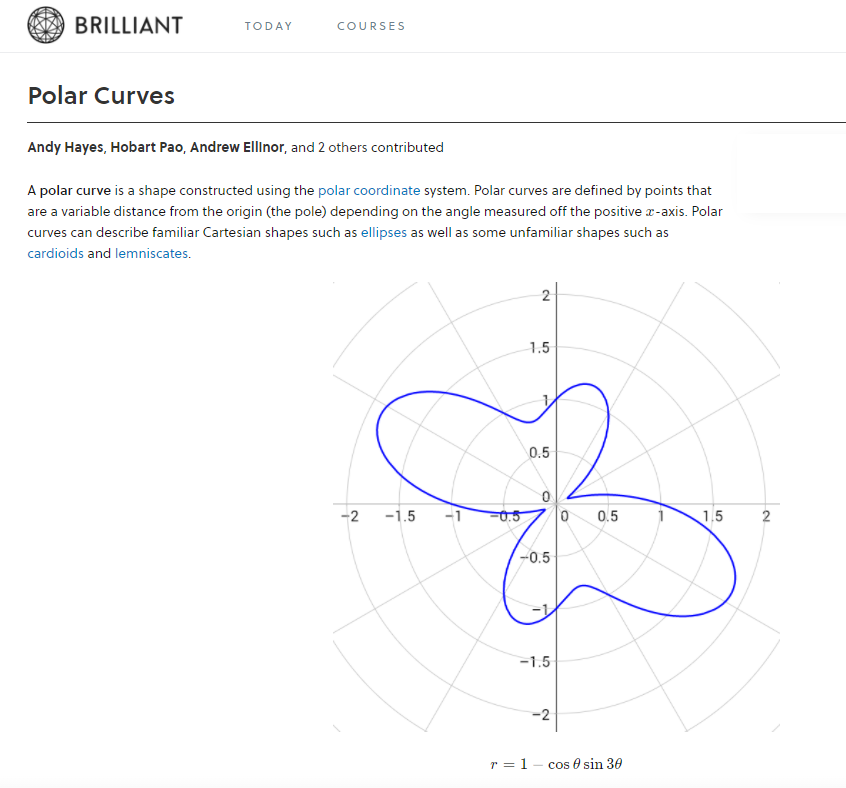 BRILLIANT
TODAY
COURSES
Polar Curves
Andy Hayes, Hobart Pao, Andrew Ellinor, and 2 others contributed
A polar curve is a shape constructed using the polar coordinate system. Polar curves are defined by points that
are a variable distance from the origin (the pole) depending on the angle measured off the positive x-axis. Polar
curves can describe familiar Cartesian shapes such as ellipses as well as some unfamiliar shapes such as
cardioids and lemniscates.
2
1.5
1
0.5
0
−2 −1.5 −1 −0.5 0 0.5 1 1.5 2
−0.5
−1
−1.5
−2
r = 1 − cos θ sin 3θ